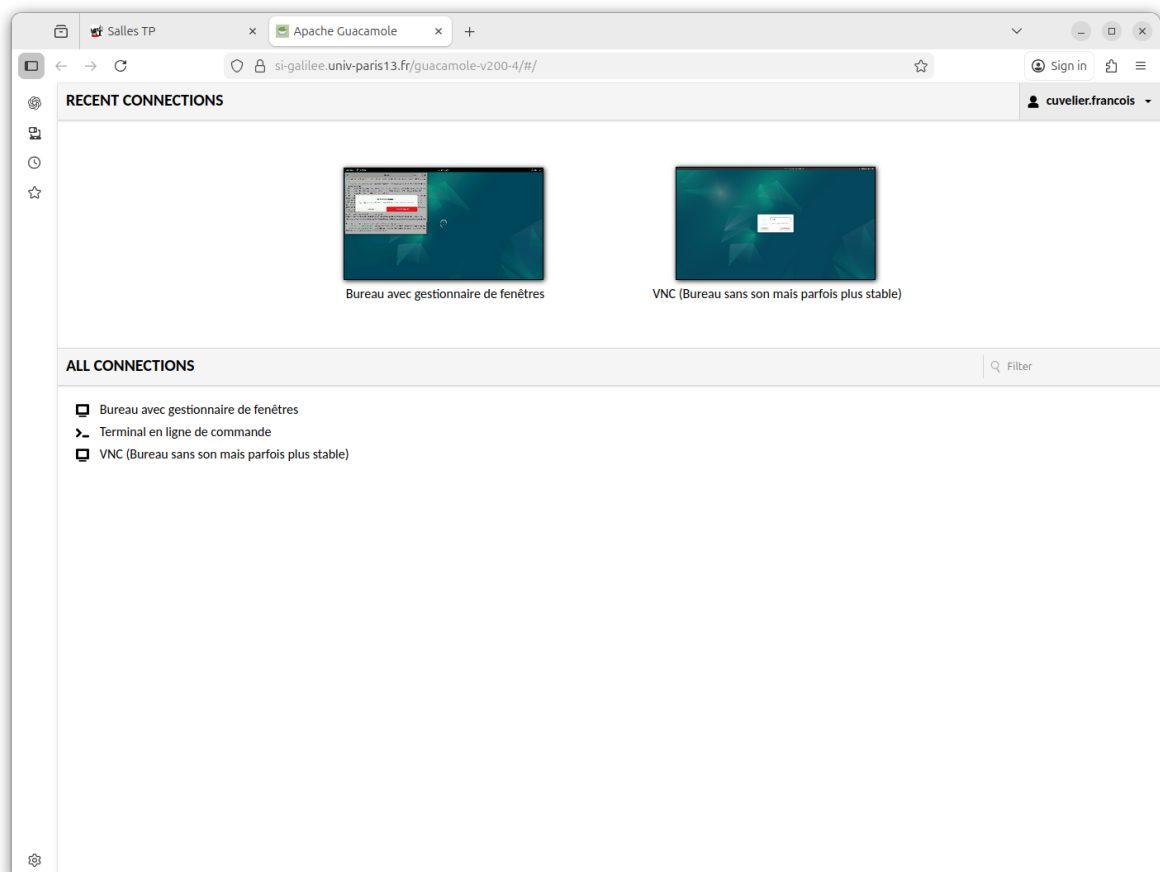 Salles TP
Apache Guacamole
si-galilee.univ-paris13.fr/guacamole-v200-4/#/
Sign in
RECENT CONNECTIONS
cuvelier.francois
Bureau avec gestionnaire de fenêtres
VNC (Bureau sans son mais parfois plus stable)
ALL CONNECTIONS
Filter
Bureau avec gestionnaire de fenêtres
Terminal en ligne de commande
VNC (Bureau sans son mais parfois plus stable)